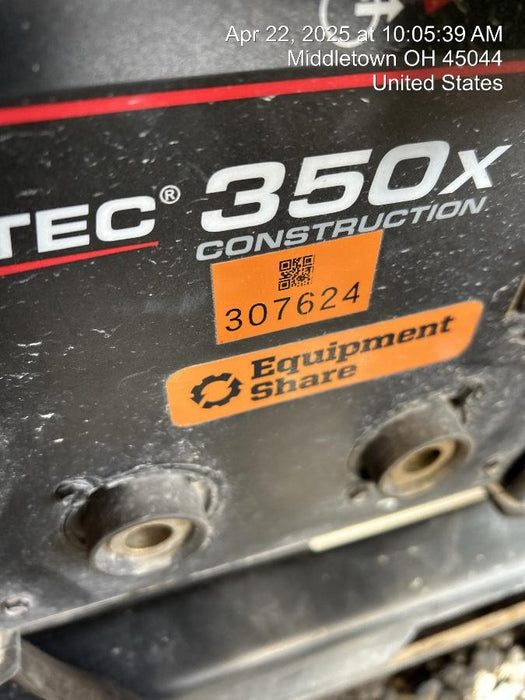 Apr 22, 2025 at 10:05:39 AM
Middletown OH 45044
United States
TEC® 350x
CONSTRUCTION
307624
Equipment
Share